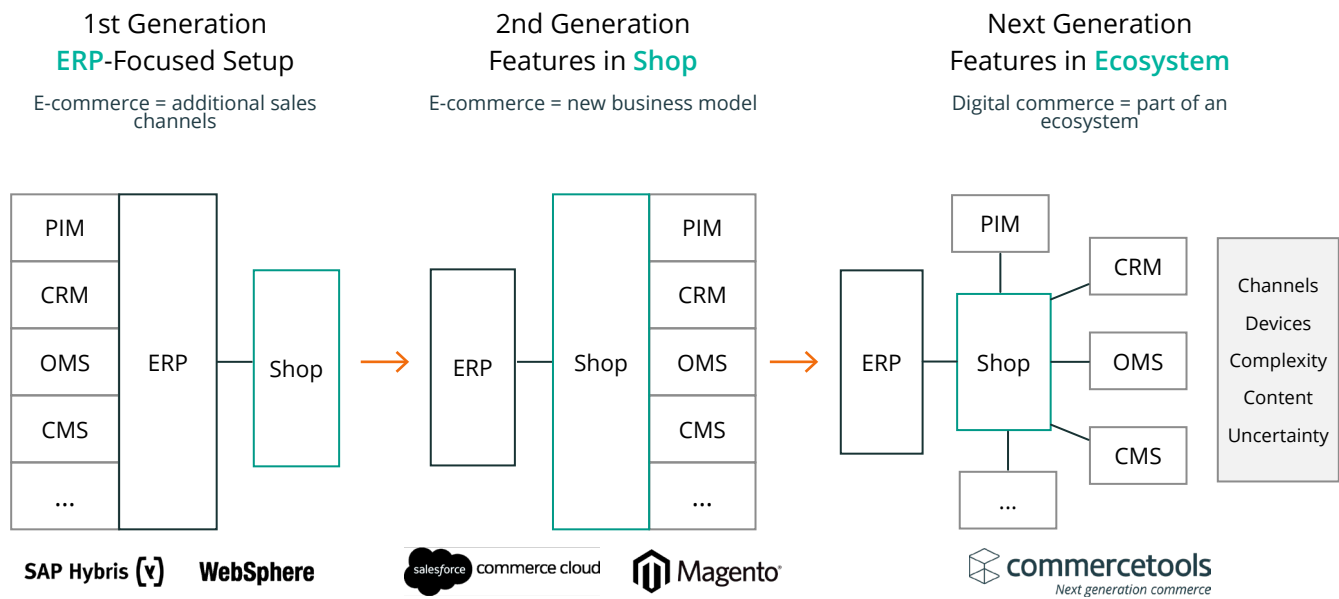 1st Generation
ERP-Focused Setup
E-commerce = additional sales
channels
2nd Generation
Features in Shop
E-commerce = new business model
Next Generation
Features in Ecosystem
Digital commerce = part of an
ecosystem
PIM
CRM
OMS
CMS
...
ERP
Shop
ERP
Shop
PIM
CRM
OMS
CMS
...
ERP
PIM
Shop
...
CRM
OMS
CMS
Channels
Devices
Complexity
Content
Uncertainty
SAP Hybris (Y)
WebSphere
salesforce commerce cloud
Magento®
commercetools
Next generation commerce